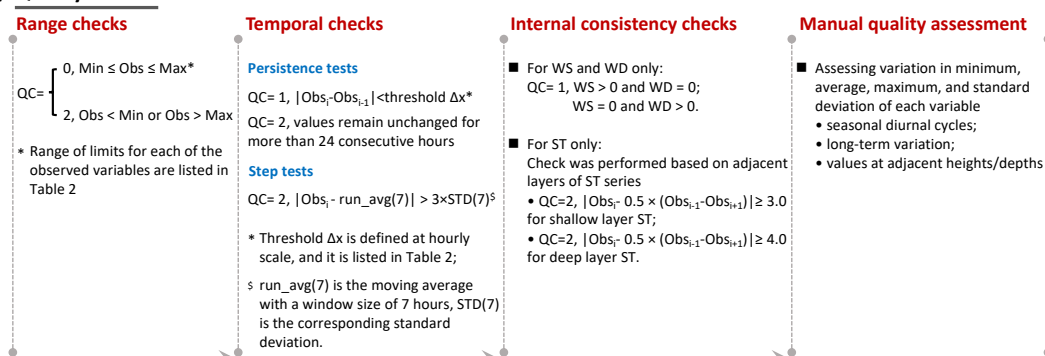 Range checks
QC=
0, Min ≤ Obs ≤ Max*
2, Obs < Min or Obs > Max
* Range of limits for each of the
observed variables are listed in
Table 2
Temporal checks
Persistence tests
QC= 1, |Obsi-Obsi-1|<threshold Δx*
QC= 2, values remain unchanged for
more than 24 consecutive hours
Step tests
QC= 2, |Obsi - run_avg(7)| > 3×STD(7)$
* Threshold Δx is defined at hourly
scale, and it is listed in Table 2;
$ run_avg(7) is the moving average
with a window size of 7 hours, STD(7)
is the corresponding standard
deviation.
Internal consistency checks
■ For WS and WD only:
QC= 1, WS > 0 and WD = 0;
WS = 0 and WD > 0.
■ For ST only:
Check was performed based on adjacent
layers of ST series
• QC=2, |Obsi- 0.5 × (Obsi-1-Obsi+1)|≥ 3.0
for shallow layer ST;
• QC=2, |Obsi- 0.5 × (Obsi-1-Obsi+1)|≥ 4.0
for deep layer ST.
Manual quality assessment
■ Assessing variation in minimum,
average, maximum, and standard
deviation of each variable
• seasonal diurnal cycles;
• long-term variation;
• values at adjacent heights/depths